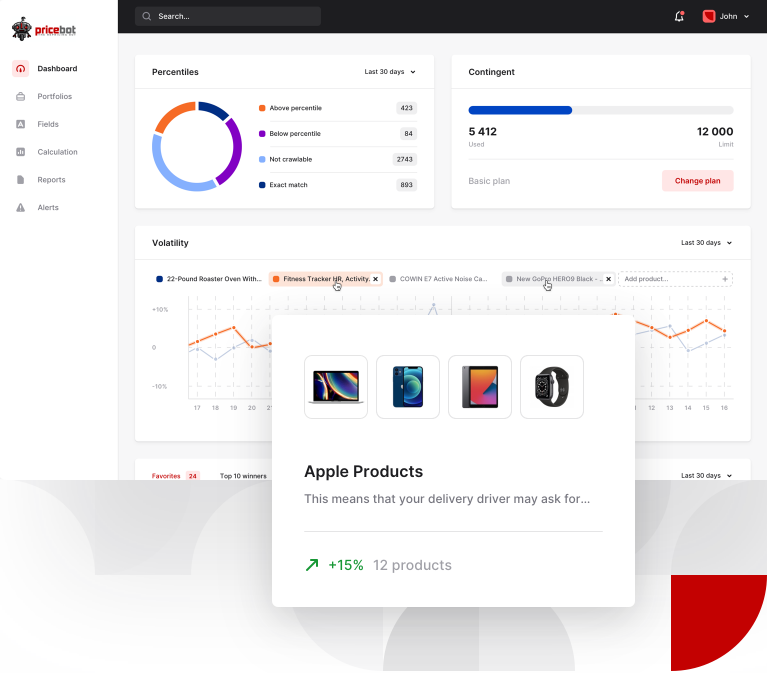 pricebot
Search...
John
Dashboard
Portfolios
Fields
Calculation
Reports
Alerts
Percentiles
Last 30 days
Above percentile 423
Below percentile 84
Not crawlable 2743
Exact match 893
Contingent
5 412 12 000
Used Limit
Basic plan Change plan
Volatility
Last 30 days
22-Pound Roaster Oven With... Fitness Tracker HR, Activity. COWIN E7 Active Noise Ca... New GoPro HERO9 Black - .. Add product... +
+10%
0
-10%
17 18 19 20 12 13 14 15 16
Favorites 24 Top 10 winners Last 30 days
Apple Products
This means that your delivery driver may ask for...
+15% 12 products